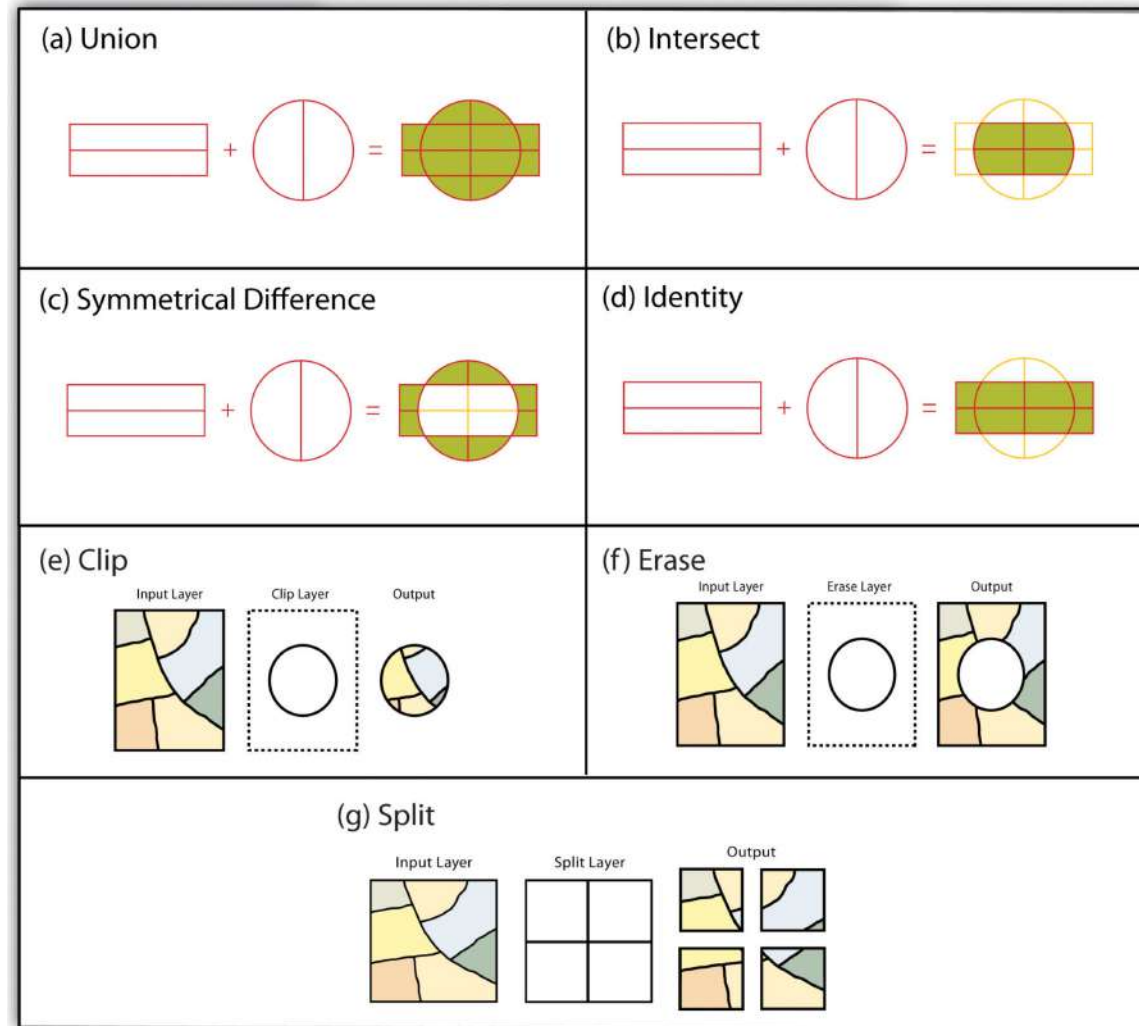 (a) Union
(b) Intersect
+ =
+ =
(c) Symmetrical Difference
(d) Identity
+ =
+ =
(e) Clip
Input Layer Clip Layer Output
(f) Erase
Input Layer Erase Layer Output
(g) Split
Input Layer Split Layer Output